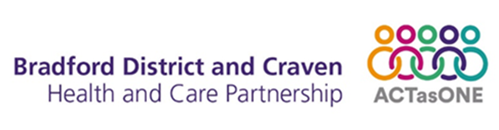 Bradford District and Craven
Health and Care Partnership
ACTasONE